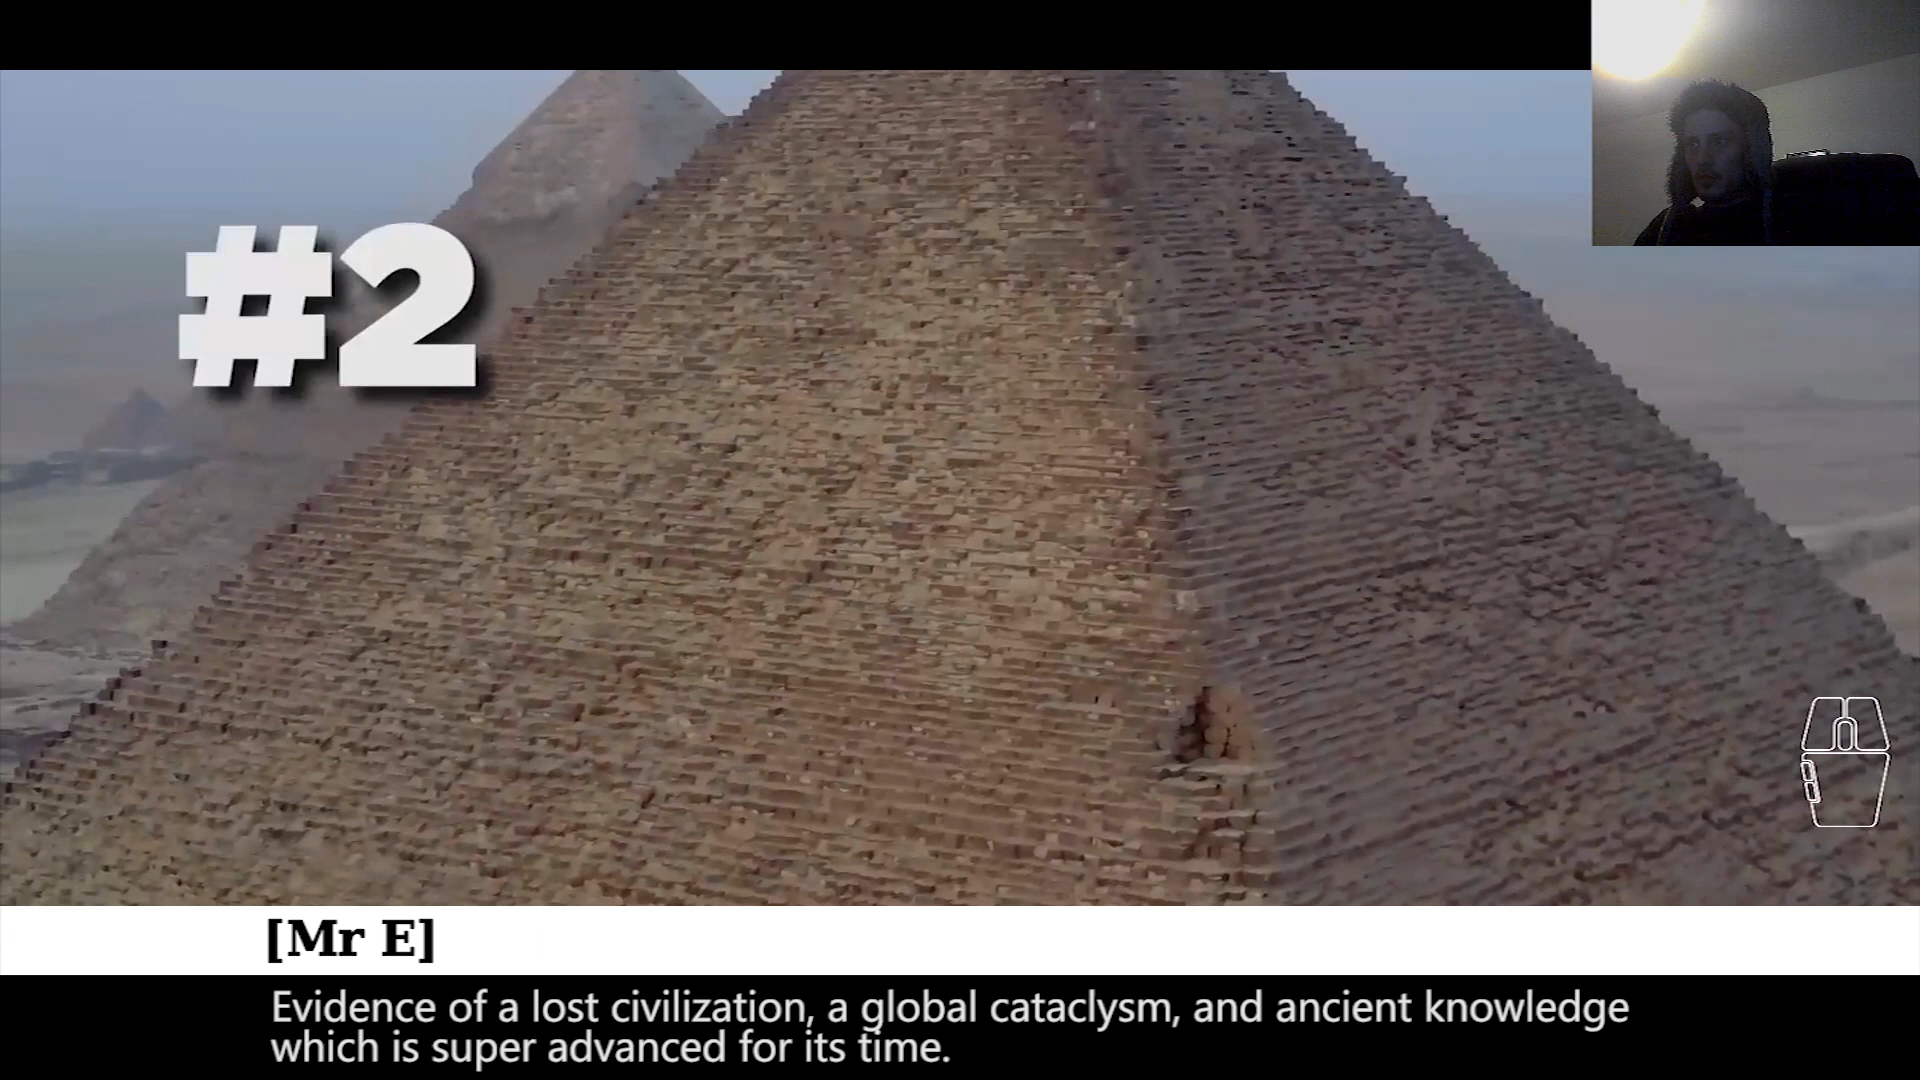 #2
[Mr E]
Evidence of a lost civilization, a global cataclysm, and ancient knowledge
which is super advanced for its time.